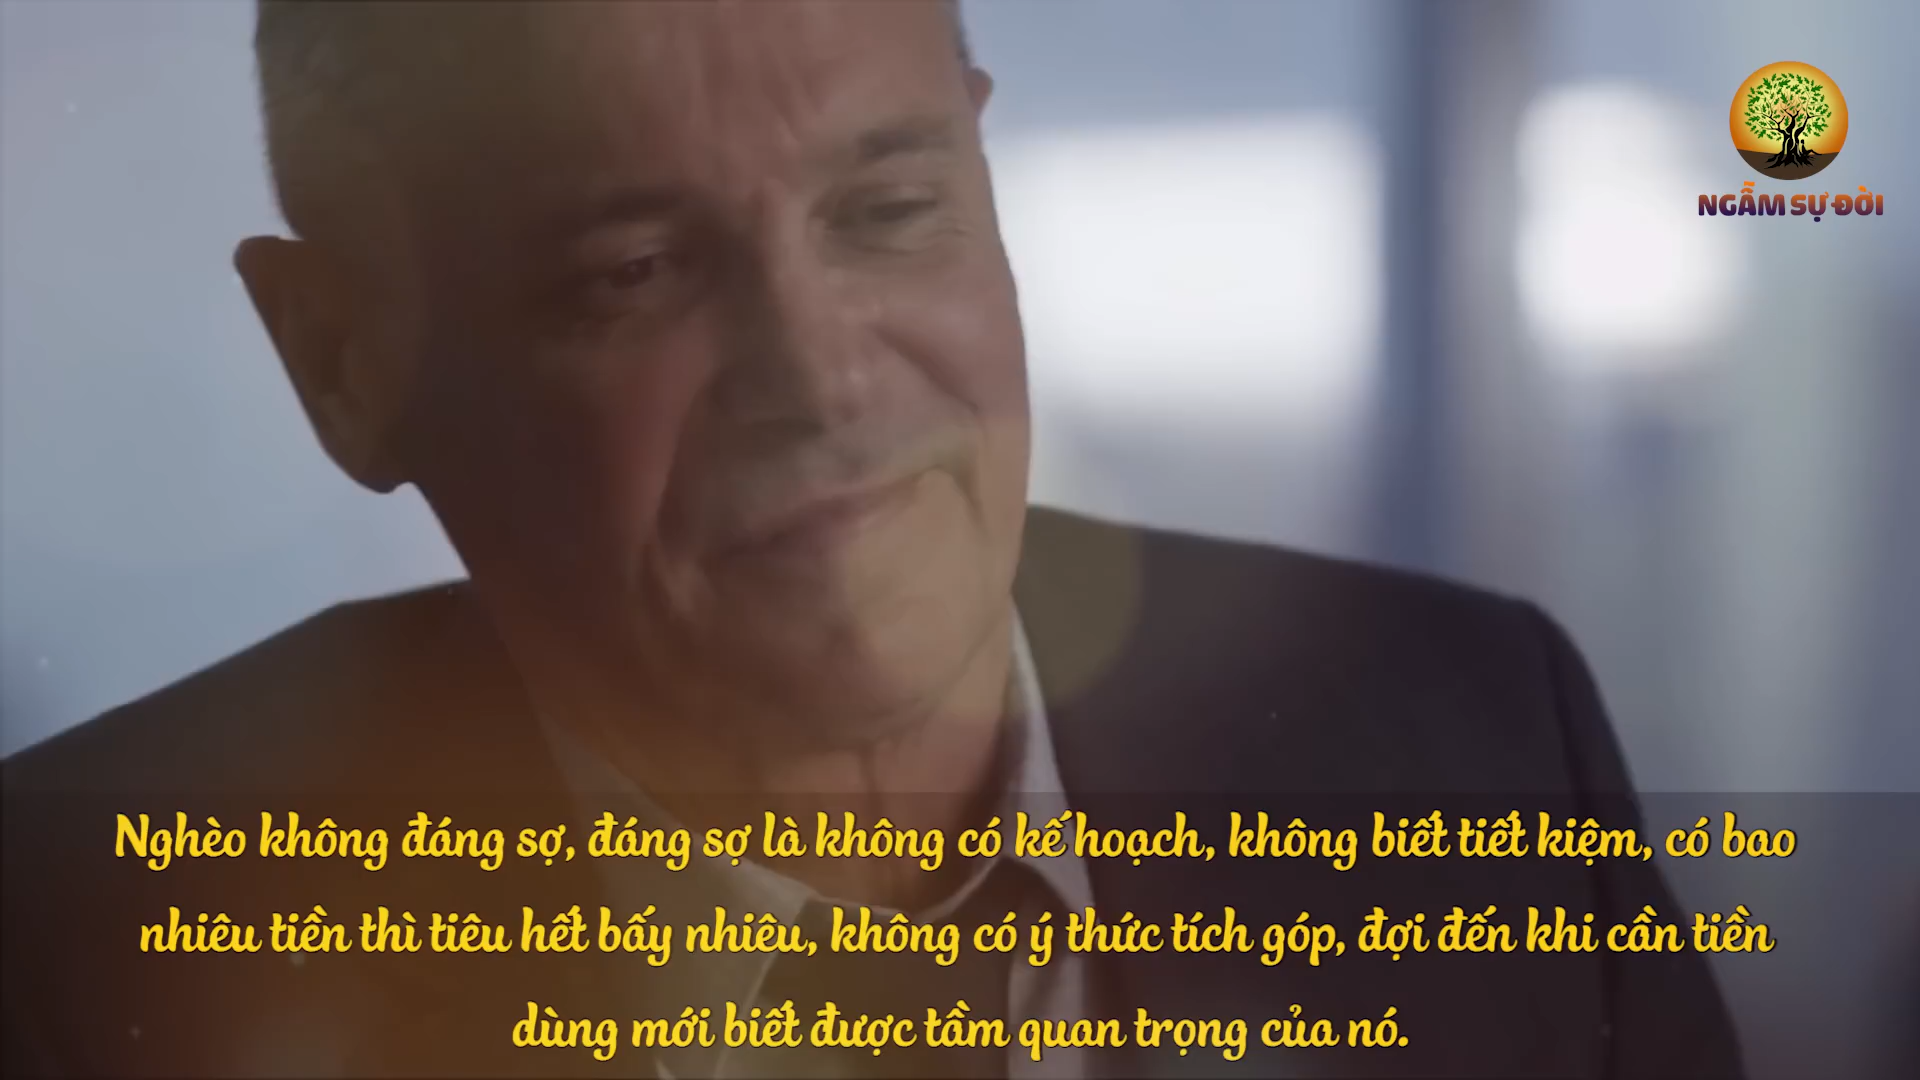 NGẪM SỰ ĐỜI
Nghèo không đáng sợ, đáng sợ là không có kế hoạch, không biết tiết kiệm, có bao
nhiêu tiền thì tiêu hết bấy nhiêu, không có ý thức tích góp, đợi đến khi cần tiền
dùng mới biết được tầm quan trọng của nó.